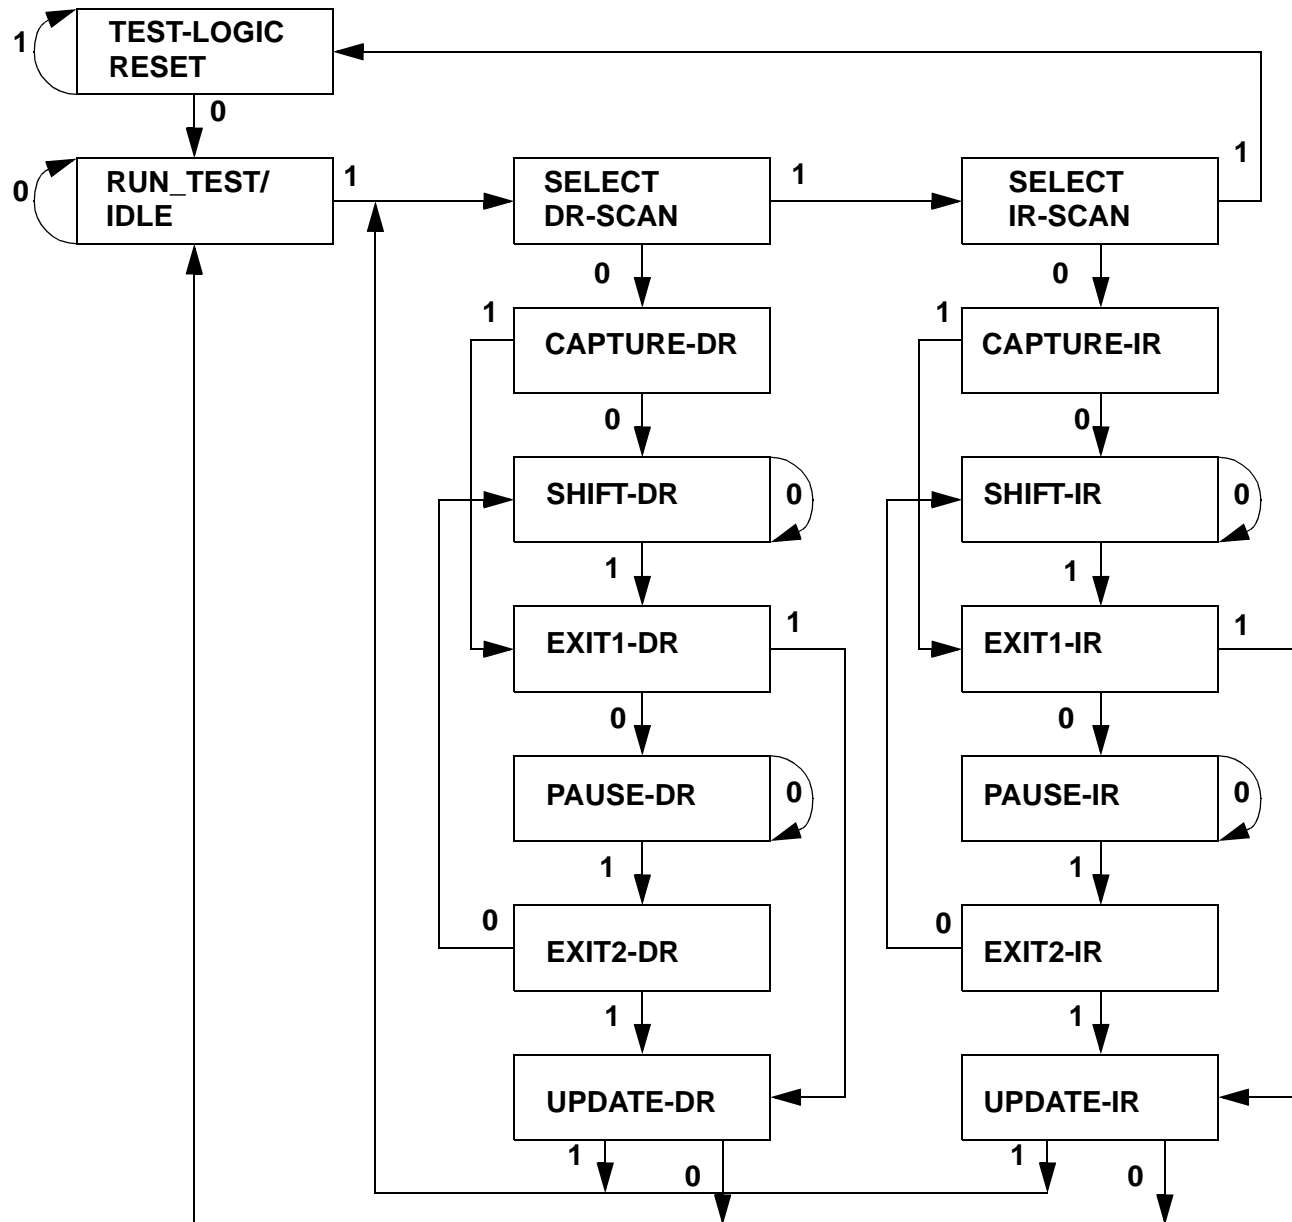 1
TEST-LOGIC
RESET
0
0
RUN_TEST/
IDLE
1
SELECT
DR-SCAN
1
SELECT
IR-SCAN
1
0
0
1
CAPTURE-DR
1
CAPTURE-IR
0
0
SHIFT-DR
0
SHIFT-IR
0
1
1
EXIT1-DR
1
EXIT1-IR
1
0
0
PAUSE-DR
0
PAUSE-IR
0
1
1
0
EXIT2-DR
0
EXIT2-IR
1
1
UPDATE-DR
UPDATE-IR
1
0
1
0